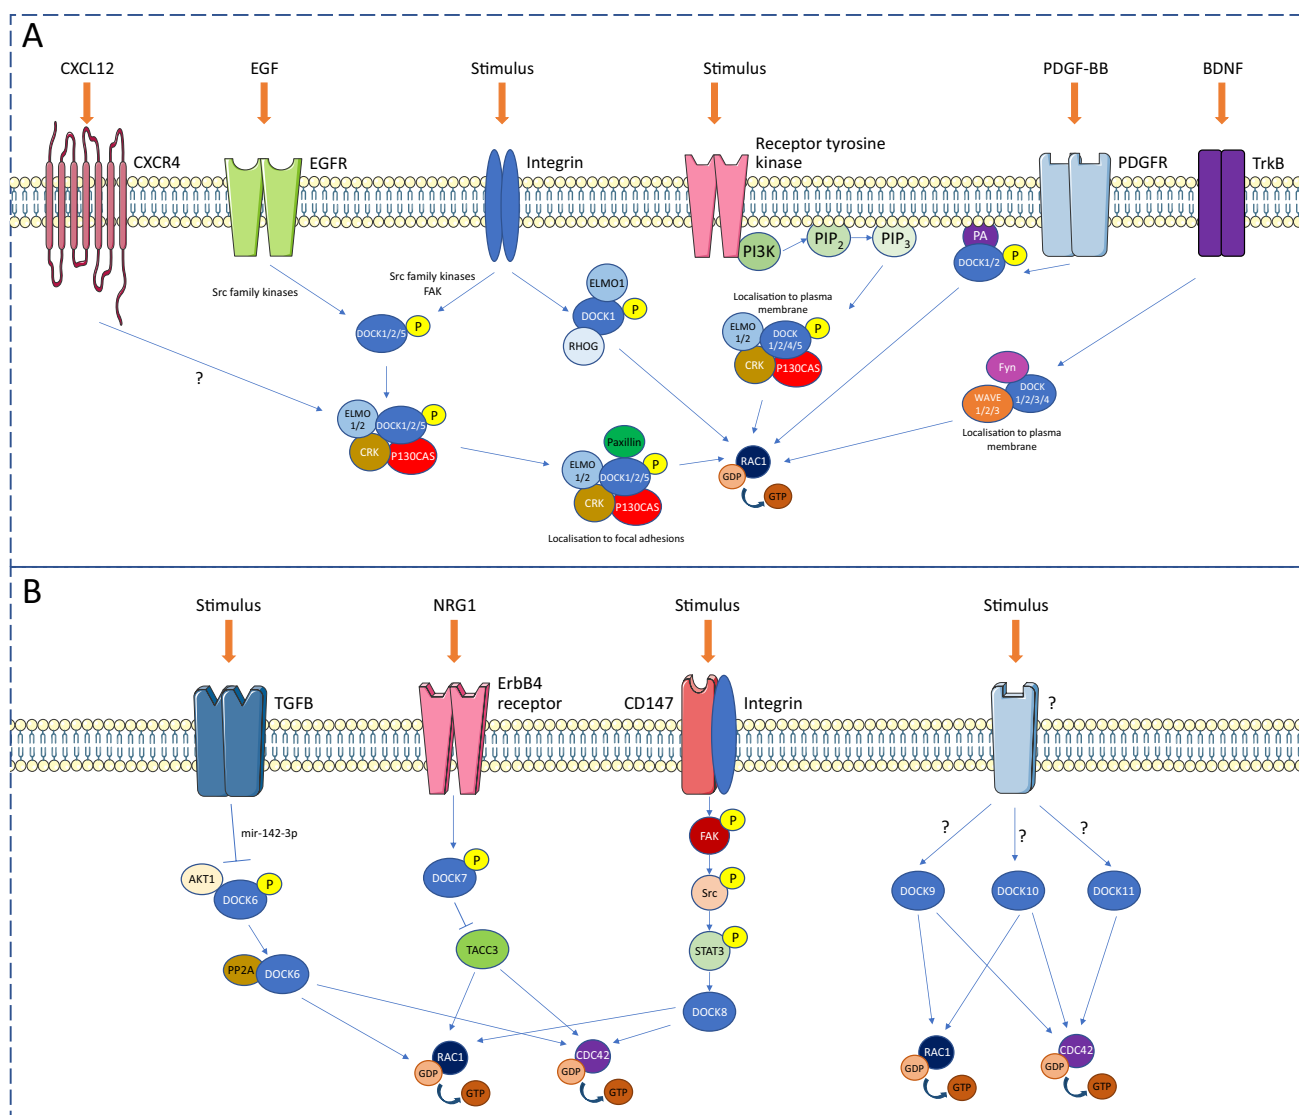 A
CXCL12
EGF
Stimulus
Stimulus
PDGF-BB
BDNF
CXCR4
EGFR
Integrin
Receptor tyrosine
kinase
PDGFR
TrkB
PI3K
PIP2
PIP3
PA
DOCK1/2
P
Src family kinases
Src family kinases
FAK
DOCK1/2/5
P
ELMO1
DOCK1
P
RHOG
Localisation to plasma
membrane
ELMO
1/2
DOCK
1/2/4/5
P
CRK
P130CAS
Fyn
DOCK
1/2/3/4
WAVE
1/2/3
Localisation to plasma
membrane
?
ELMO
1/2
DOCK1/2/5
P
CRK
P130CAS
Paxillin
ELMO
1/2
DOCK1/2/5
P
CRK
P130CAS
Localisation to focal adhesions
RAC1
GDP
GTP
B
Stimulus
NRG1
Stimulus
Stimulus
TGFB
ErbB4
receptor
CD147
Integrin
?
mir-142-3p
AKT1
DOCK6
P
PP2A
DOCK6
DOCK7
P
TACC3
FAK
P
Src
P
STAT3
P
DOCK8
?
?
?
DOCK9
DOCK10
DOCK11
RAC1
GDP
GTP
CDC42
GDP
GTP
RAC1
GDP
GTP
CDC42
GDP
GTP